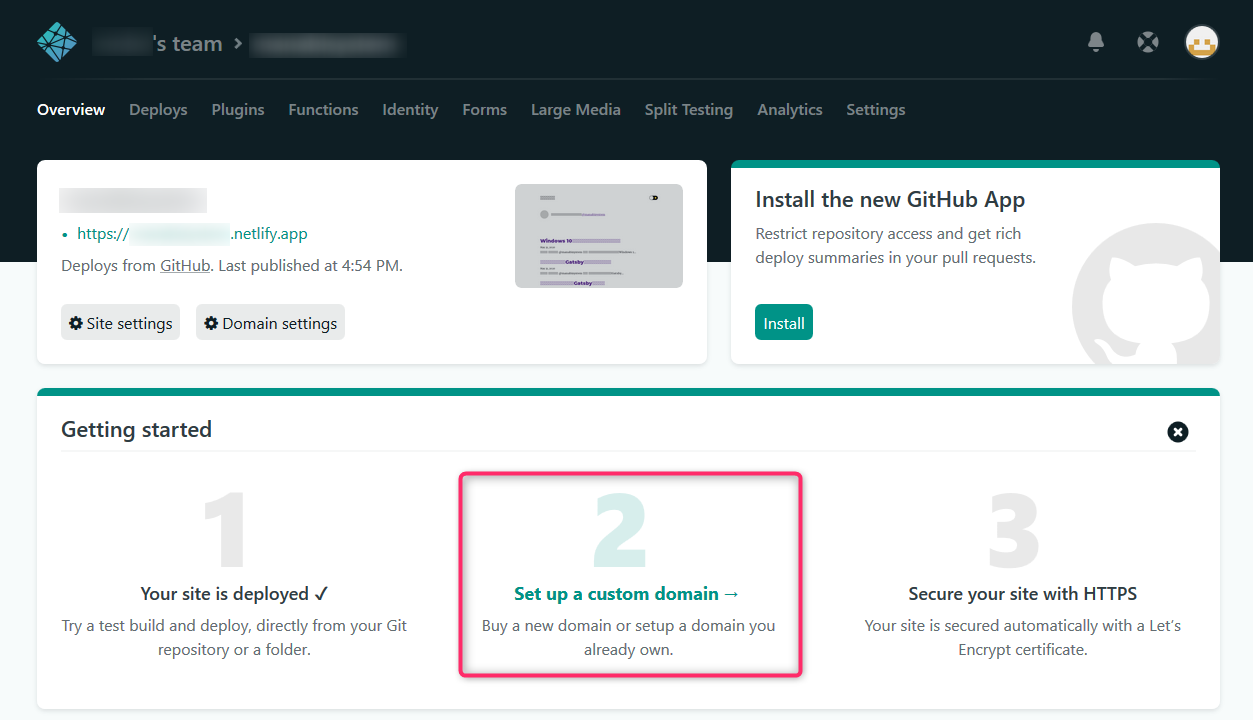 's team >
Overview Deploys Plugins Functions Identity Forms Large Media Split Testing Analytics Settings
https:// .netlify.app
Deploys from GitHub. Last published at 4:54 PM.
Site settings Domain settings
Windows 10
Gatsby
Gatsby
Install the new GitHub App
Restrict repository access and get rich
deploy summaries in your pull requests.
Install
Getting started
1
Your site is deployed ✓
Try a test build and deploy, directly from your Git
repository or a folder.
2
Set up a custom domain →
Buy a new domain or setup a domain you
already own.
3
Secure your site with HTTPS
Your site is secured automatically with a Let’s
Encrypt certificate.